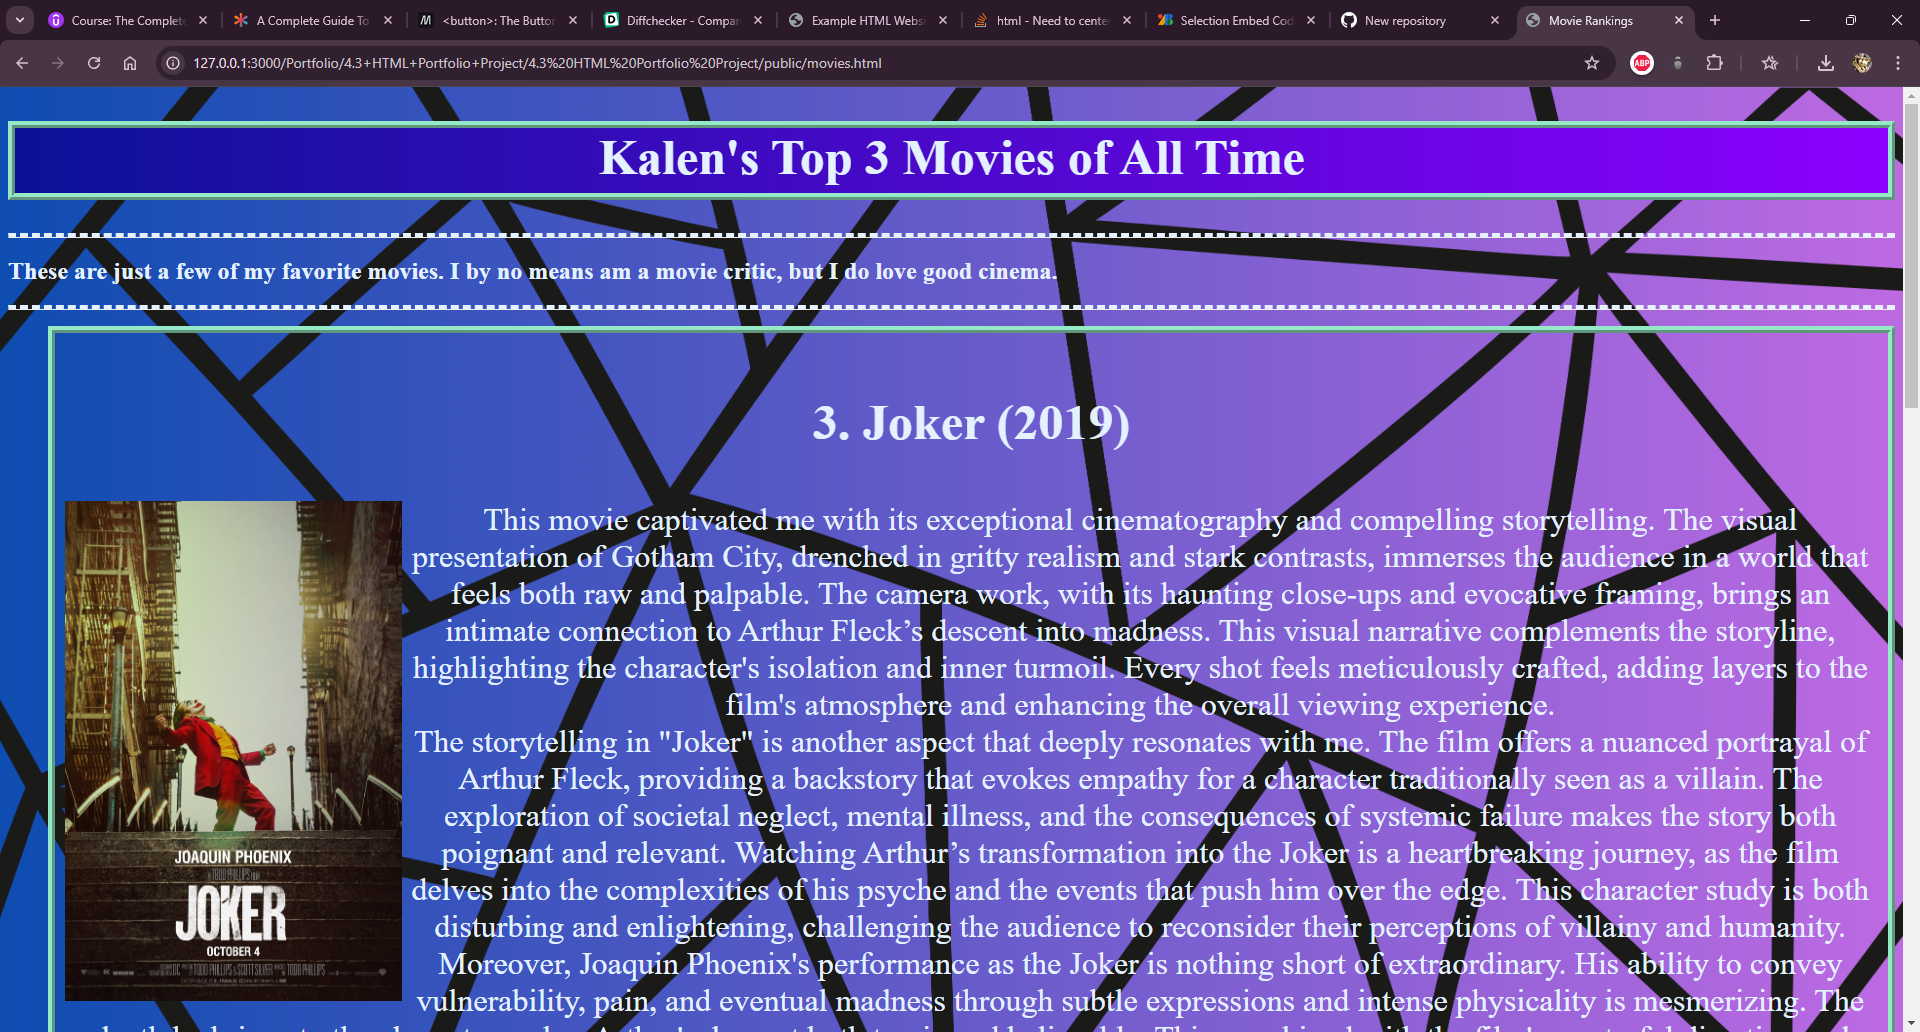 Course: The Complete
A Complete Guide To
<button>: The Button
Diffchecker - Compar
Example HTML Websi
html - Need to cente
Selection Embed Cod
New repository
Movie Rankings
127.0.0.1:3000/Portfolio/4.3+HTML+Portfolio+Project/4.3%20HTML%20Portfolio%20Project/public/movies.html
ABP
Kalen's Top 3 Movies of All Time
These are just a few of my favorite movies. I by no means am a movie critic, but I do love good cinema.
3. Joker (2019)
This movie captivated me with its exceptional cinematography and compelling storytelling. The visual
presentation of Gotham City, drenched in gritty realism and stark contrasts, immerses the audience in a world that
feels both raw and palpable. The camera work, with its haunting close-ups and evocative framing, brings an
intimate connection to Arthur Fleck’s descent into madness. This visual narrative complements the storyline,
highlighting the character's isolation and inner turmoil. Every shot feels meticulously crafted, adding layers to the
film's atmosphere and enhancing the overall viewing experience.
The storytelling in "Joker" is another aspect that deeply resonates with me. The film offers a nuanced portrayal of
Arthur Fleck, providing a backstory that evokes empathy for a character traditionally seen as a villain. The
exploration of societal neglect, mental illness, and the consequences of systemic failure makes the story both
poignant and relevant. Watching Arthur’s transformation into the Joker is a heartbreaking journey, as the film
delves into the complexities of his psyche and the events that push him over the edge. This character study is both
disturbing and enlightening, challenging the audience to reconsider their perceptions of villainy and humanity.
Moreover, Joaquin Phoenix's performance as the Joker is nothing short of extraordinary. His ability to convey
vulnerability, pain, and eventual madness through subtle expressions and intense physicality is mesmerizing. The
JOAQUIN PHOENIX
JOKER
OCTOBER 4